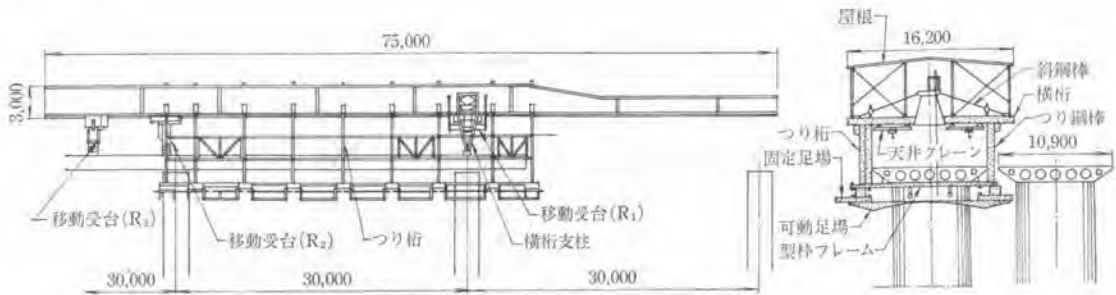 75,000
3,000
移動受台(R₃)
移動受台(R₂)
つり桁
移動受台(R₁)
横桁支柱
30,000
30,000
30,000
屋根
16,200
斜鋼棒
横桁
つり鋼棒
つり桁
10,900
固定足場
天井クレーン
可動足場
型枠フレーム